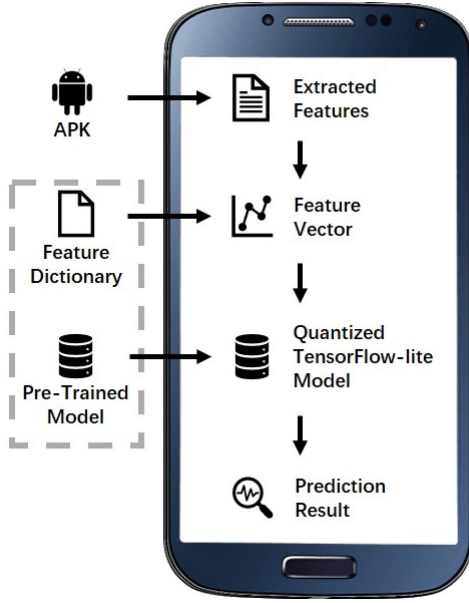 APK
Extracted
Features
Feature
Dictionary
Feature
Vector
Pre-Trained
Model
Quantized
TensorFlow-lite
Model
Prediction
Result